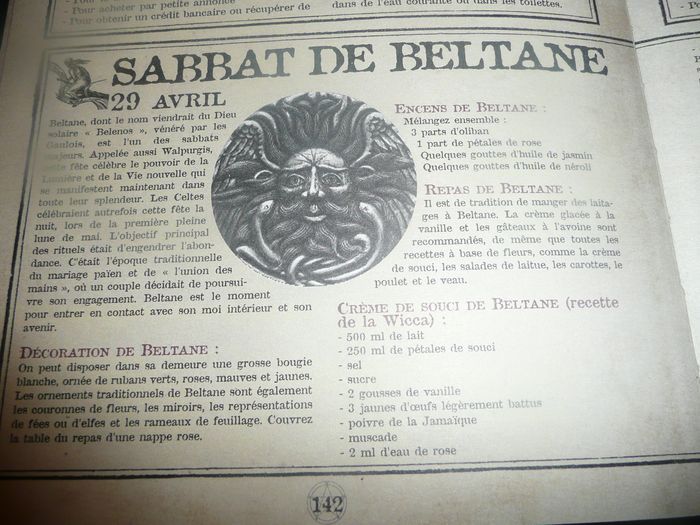 - Pour acheter par petite annonce
- Pour obtenir un crédit bancaire ou récupérer de
dans de l'eau courante ou dans les toilettes.
SABBAT DE BELTANE
29 AVRIL
Beltane, dont le nom viendrait du Dieu
solaire « Belenos », vénéré par les
Gaulois, est l'un des sabbats
majeurs. Appelée aussi Walpurgis,
cette fête célèbre le pouvoir de la
Lumière et de la Vie nouvelle qui
se manifestent maintenant dans
toute leur splendeur. Les Celtes
célébraient autrefois cette fête la
nuit, lors de la première pleine
lune de mai. L'objectif principal
des rituels était d'engendrer l'abon-
dance. C'était l'époque traditionnelle
du mariage païen et de « l'union des
mains », où un couple décidait de poursui-
vre son engagement. Beltane est le moment
pour entrer en contact avec son moi intérieur et son
avenir.
DÉCORATION DE BELTANE :
On peut disposer dans sa demeure une grosse bougie
blanche, ornée de rubans verts, roses, mauves et jaunes.
Les ornements traditionnels de Beltane sont également
les couronnes de fleurs, les miroirs, les représentations
de fées ou d'elfes et les rameaux de feuillage. Couvrez
la table du repas d'une nappe rose.
ENCENS DE BELTANE :
Mélangez ensemble :
3 parts d'oliban
1 part de pétales de rose
Quelques gouttes d'huile de jasmin
Quelques gouttes d'huile de néroli
REPAS DE BELTANE :
Il est de tradition de manger des laita-
ges à Beltane. La crème glacée à la
vanille et les gâteaux à l'avoine sont
recommandés, de même que toutes les
recettes à base de fleurs, comme la crème
de souci, les salades de laitue, les carottes, le
poulet et le veau.
CRÈME DE SOUCI DE BELTANE (recette
de la Wicca) :
- 500 ml de lait
- 250 ml de pétales de souci
- sel
- sucre
- 2 gousses de vanille
- 3 jaunes d'œufs légèrement battus
- poivre de la Jamaïque
- muscade
- 2 ml d'eau de rose
142